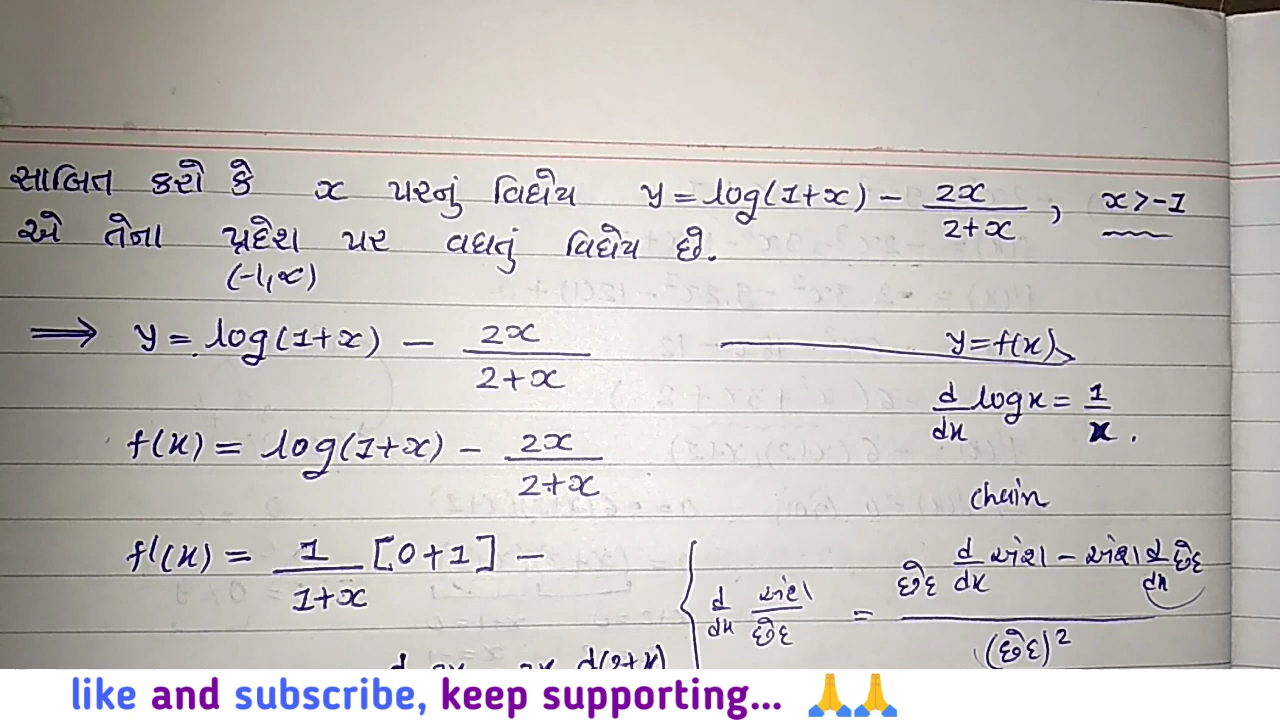 સાબિત કરો કે x પરનું વિધેય y = log(1+x) - 2x/2+x, x > -1
એ તેના પ્રદેશ પર વધતું વિધેય છે.
(-1, ∞)
⟹ y = log(1+x) - 2x/2+x y = f(x)
d/dx log x = 1/x.
f(x) = log(1+x) - 2x/2+x
chain
f'(x) = 1/1+x [0+1] -
d/dx અંશ/છેદ = છેદ d/dx અંશ - અંશ d/dx છેદ / (છેદ)²
d(2+x)
like and subscribe, keep supporting... 🙏🙏